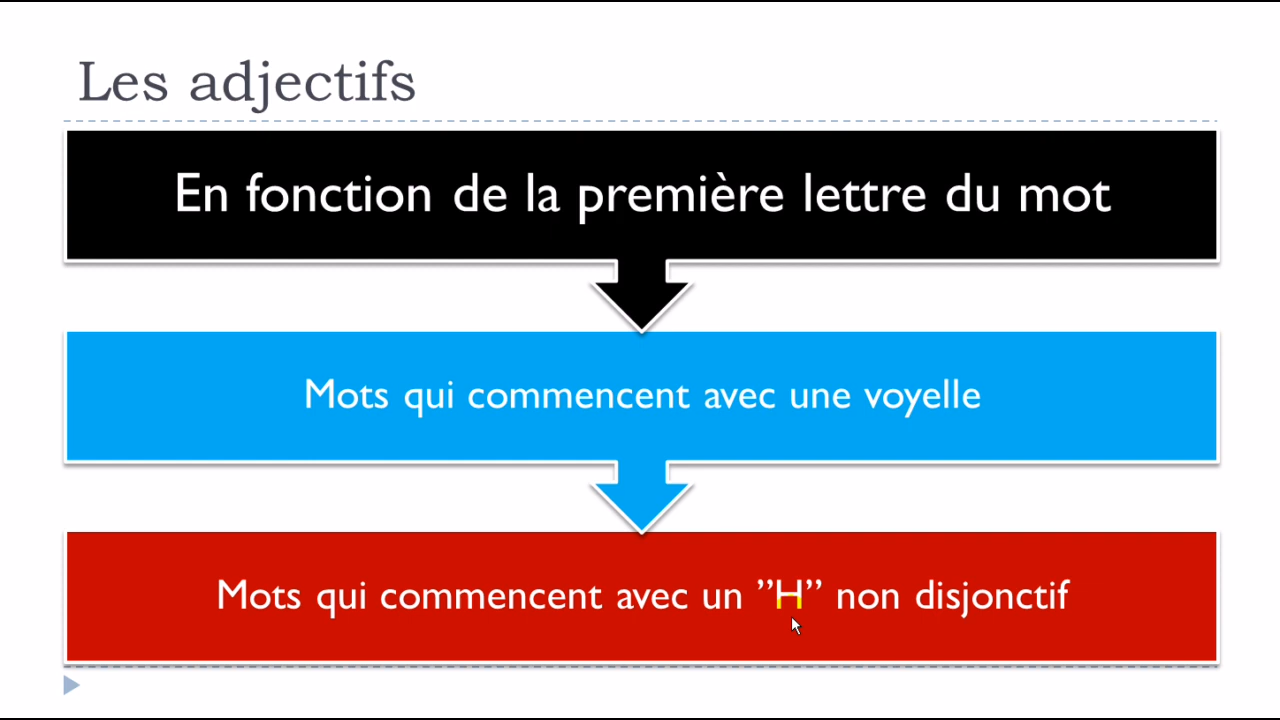 Les adjectifs
En fonction de la première lettre du mot
Mots qui commencent avec une voyelle
Mots qui commencent avec un ”H” non disjonctif